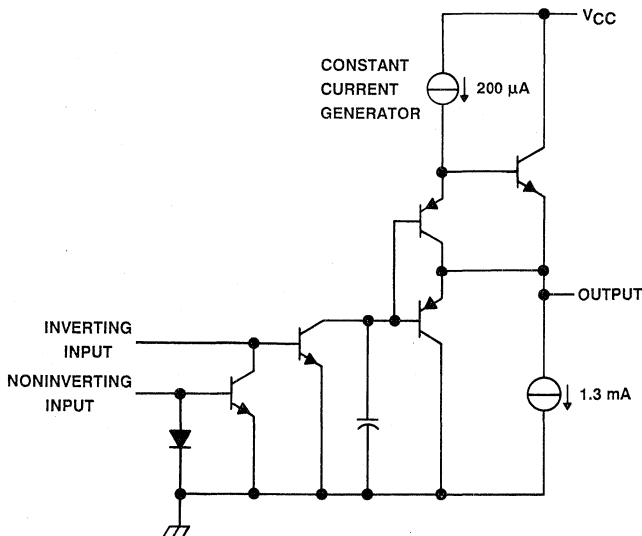 VCC
CONSTANT
CURRENT
GENERATOR
200 μA
OUTPUT
INVERTING
INPUT
NONINVERTING
INPUT
1.3 mA